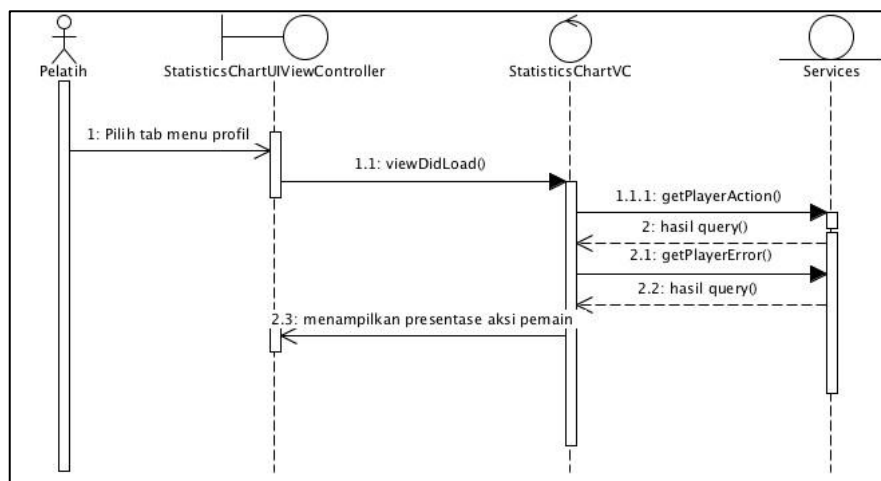 Pelatih
StatisticsChartUIViewController
StatisticsChartVC
Services
1: Pilih tab menu profil
1.1: viewDidLoad()
1.1.1: getPlayerAction()
2: hasil query()
2.1: getPlayerError()
2.2: hasil query()
2.3: menampilkan presentase aksi pemain